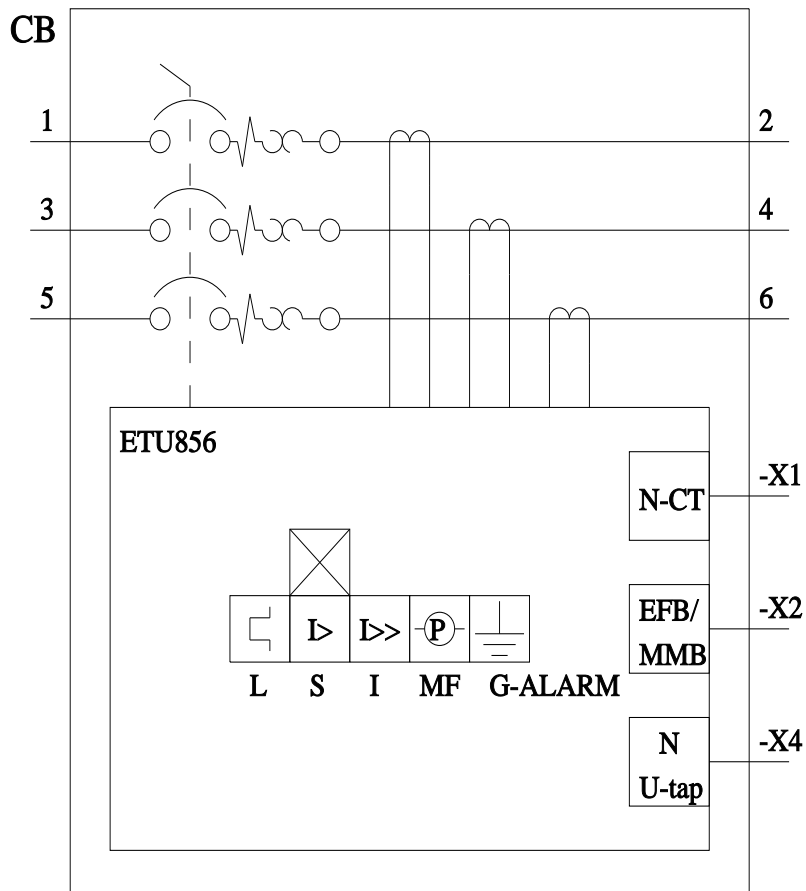 CB
1
2
3
4
5
6
ETU856
N-CT
-X1
EFB/
MMB
-X2
I>
I>>
P
L
S
I
MF
G-ALARM
N
U-tap
-X4